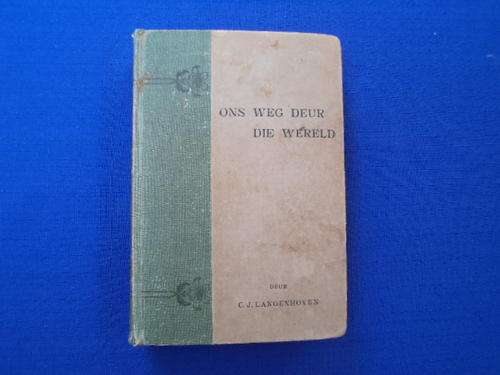 ONS WEG DEUR
DIE WERELD
DEUR
C. J. LANGENHOVEN